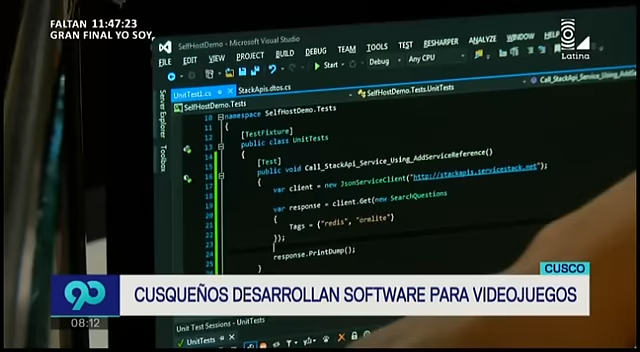 FALTAN 11:47:23
GRAN FINAL YO SOY,
Latina
SelfHostDemo - Microsoft Visual Studio
FILE EDIT VIEW PROJECT BUILD DEBUG TEAM TOOLS TEST RESHARPER ANALYZE WINDOW HELP
Start Debug Any CPU
UnitTest1.cs StackApis.dtos.cs Call_StackApi_Service_Using_AddSer
SelfHostDemo.Tests SelfHostDemo.Tests.UnitTests
Server Explorer
Toolbox
10 namespace SelfHostDemo.Tests
11 {
12 [TestFixture]
13 public class UnitTests
14 {
15 [Test]
16 public void Call_StackApi_Service_Using_AddServiceReference()
17 {
18 var client = new JsonServiceClient("http://stackapis.servicestack.net");
19
20 var response = client.Get(new SearchQuestions
21 {
22 Tags = {"redis", "ormlite"}
23 });
24 response.PrintDump();
25 }
CUSCO
90
CUSQUEÑOS DESARROLLAN SOFTWARE PARA VIDEOJUEGOS
08:12
Unit Test Sessions - UnitTests
UnitTests